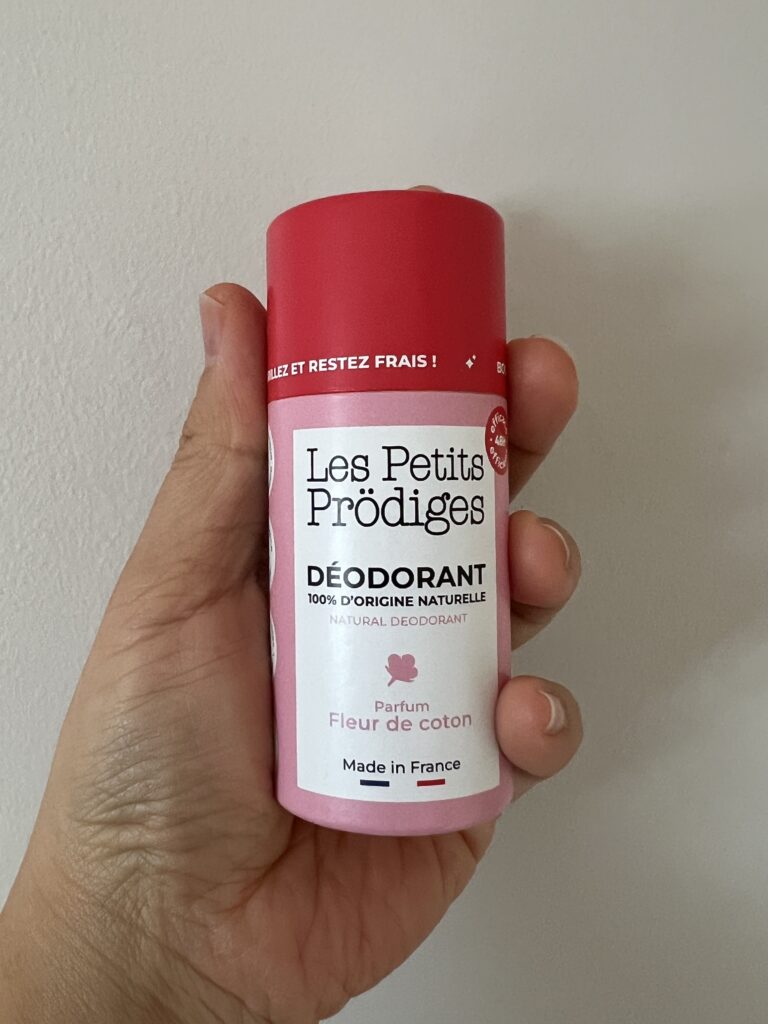 ET RESTEZ FRAIS !
Les Petits
Prödiges
48H
DÉODORANT
100% D'ORIGINE NATURELLE
NATURAL DEODORANT
Parfum
Fleur de coton
Made in France